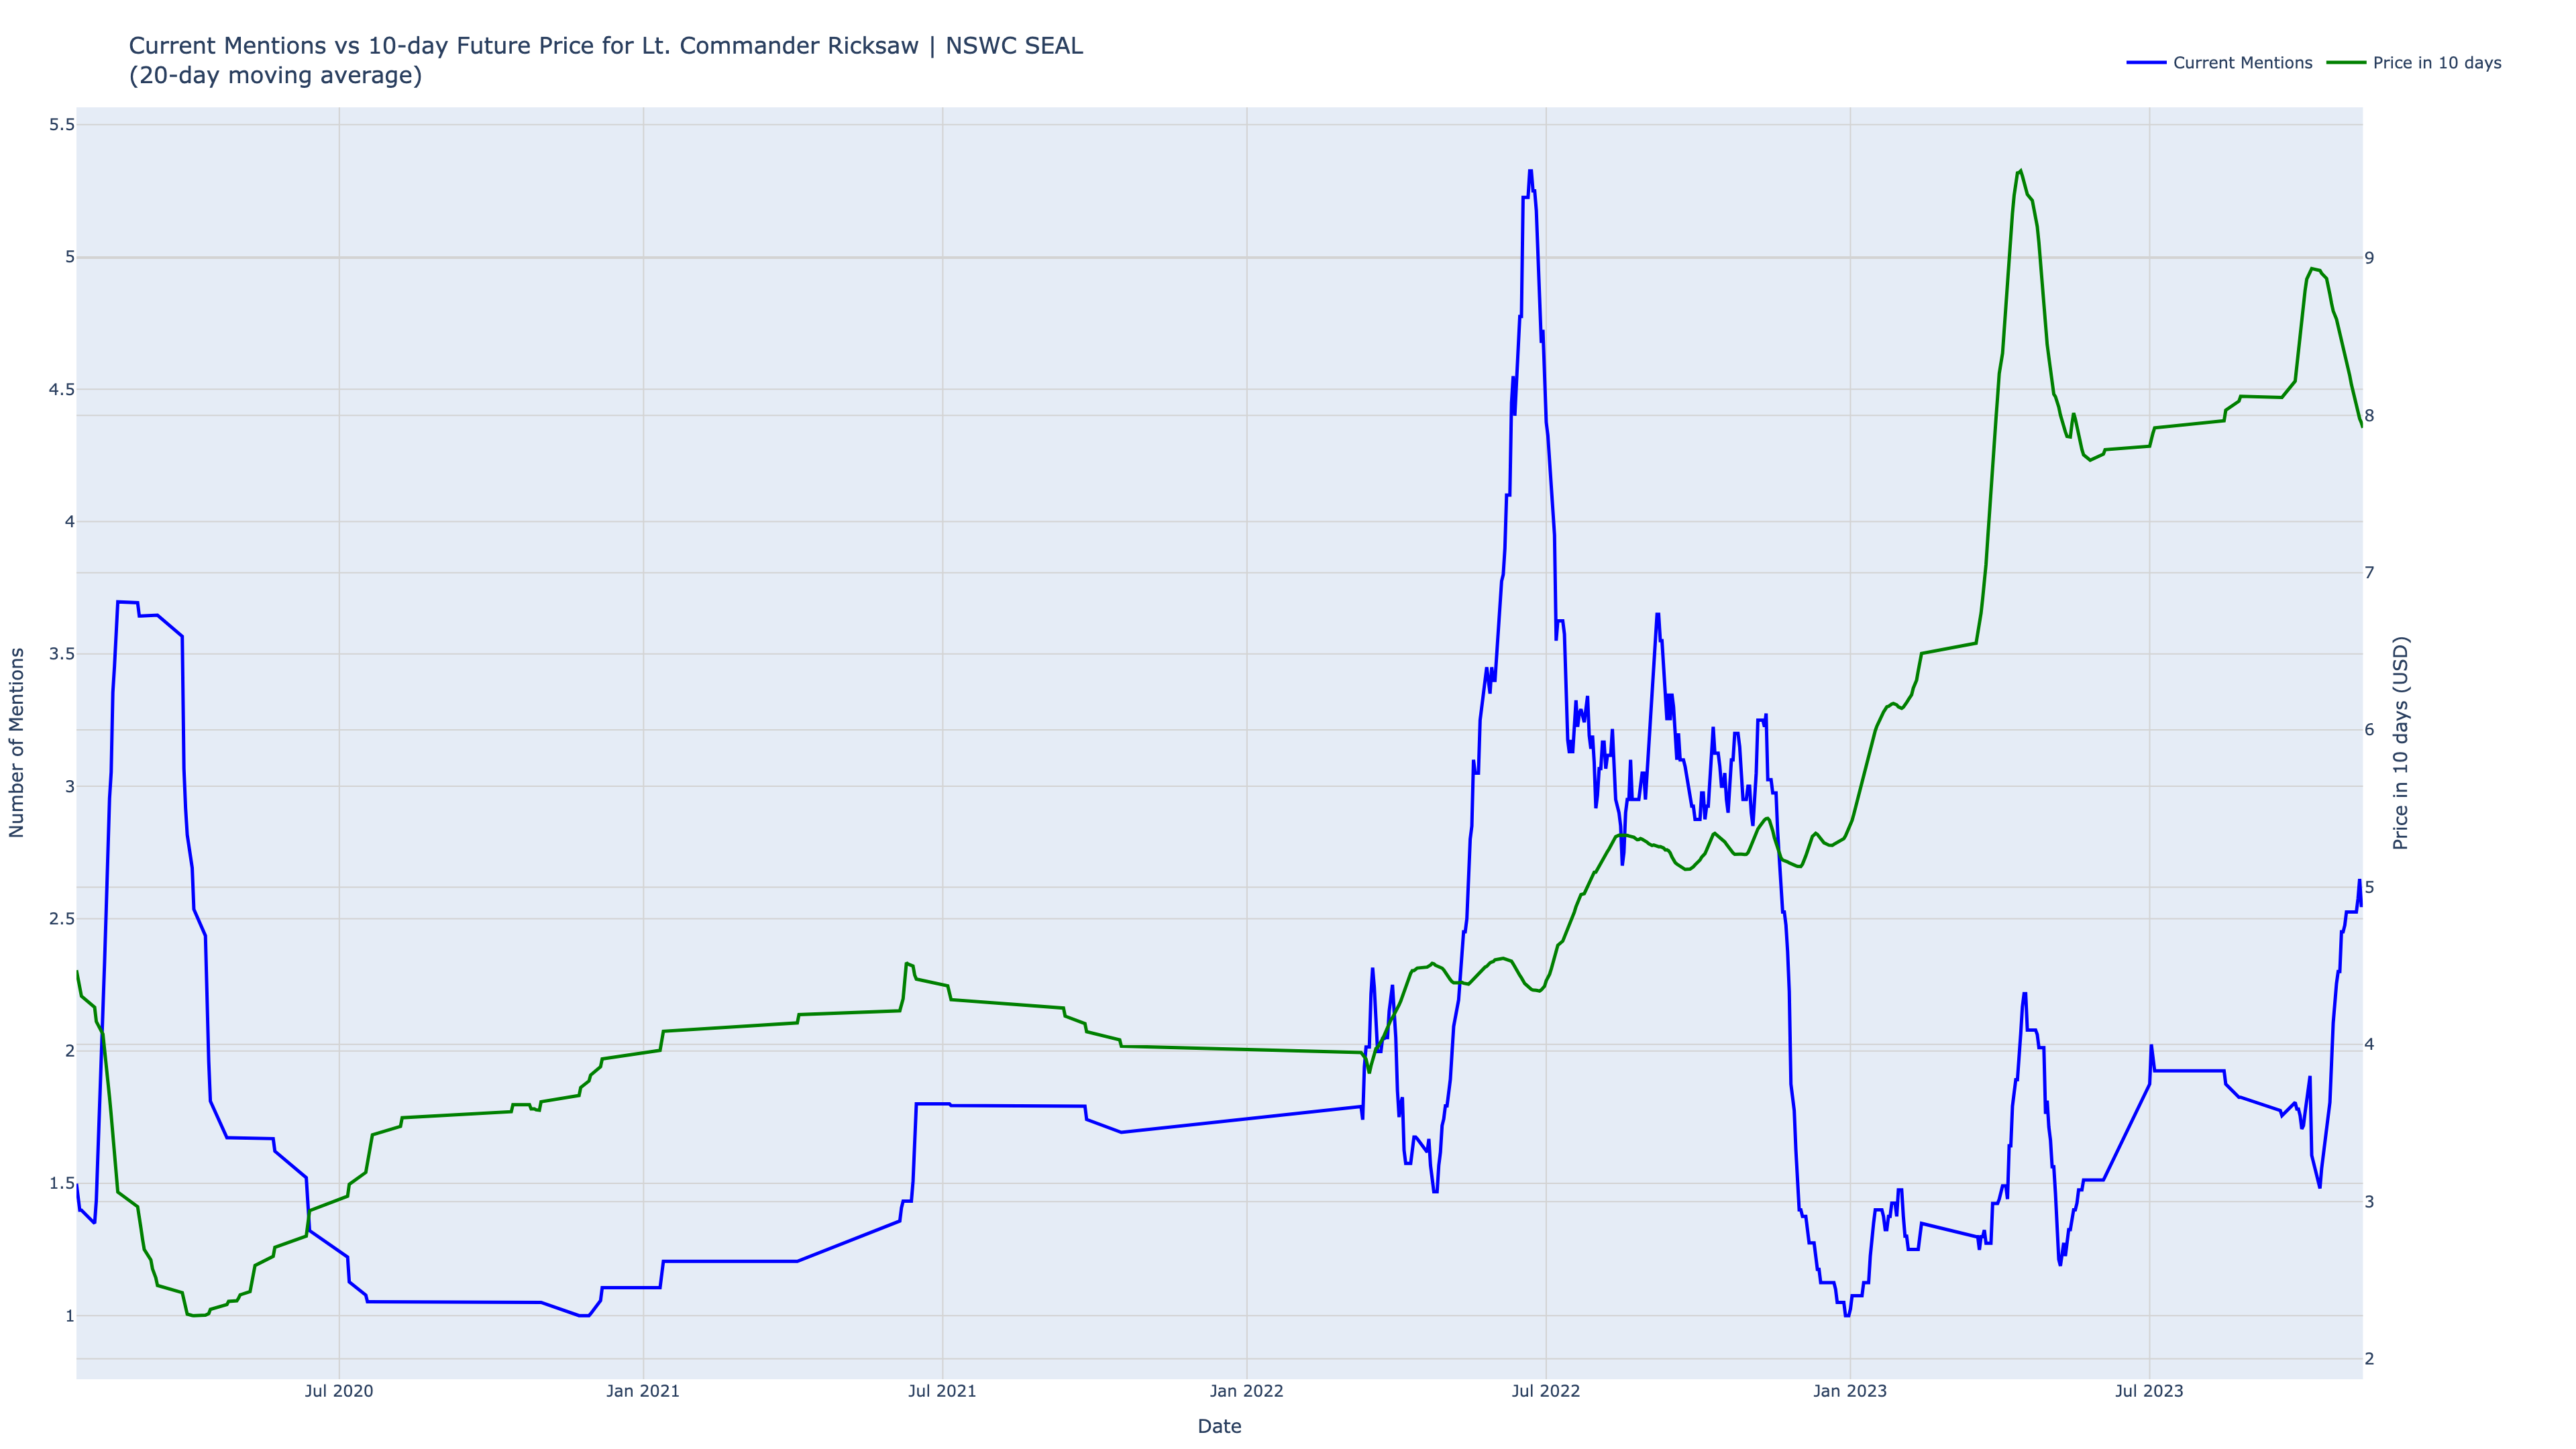 Current Mentions vs 10-day Future Price for Lt. Commander Ricksaw | NSWC SEAL
(20-day moving average)
Current Mentions
Price in 10 days
5.5
5
4.5
4
3.5
3
2.5
2
1.5
1
Number of Mentions
9
8
7
6
5
4
3
2
Price in 10 days (USD)
Jul 2020
Jan 2021
Jul 2021
Jan 2022
Jul 2022
Jan 2023
Jul 2023
Date